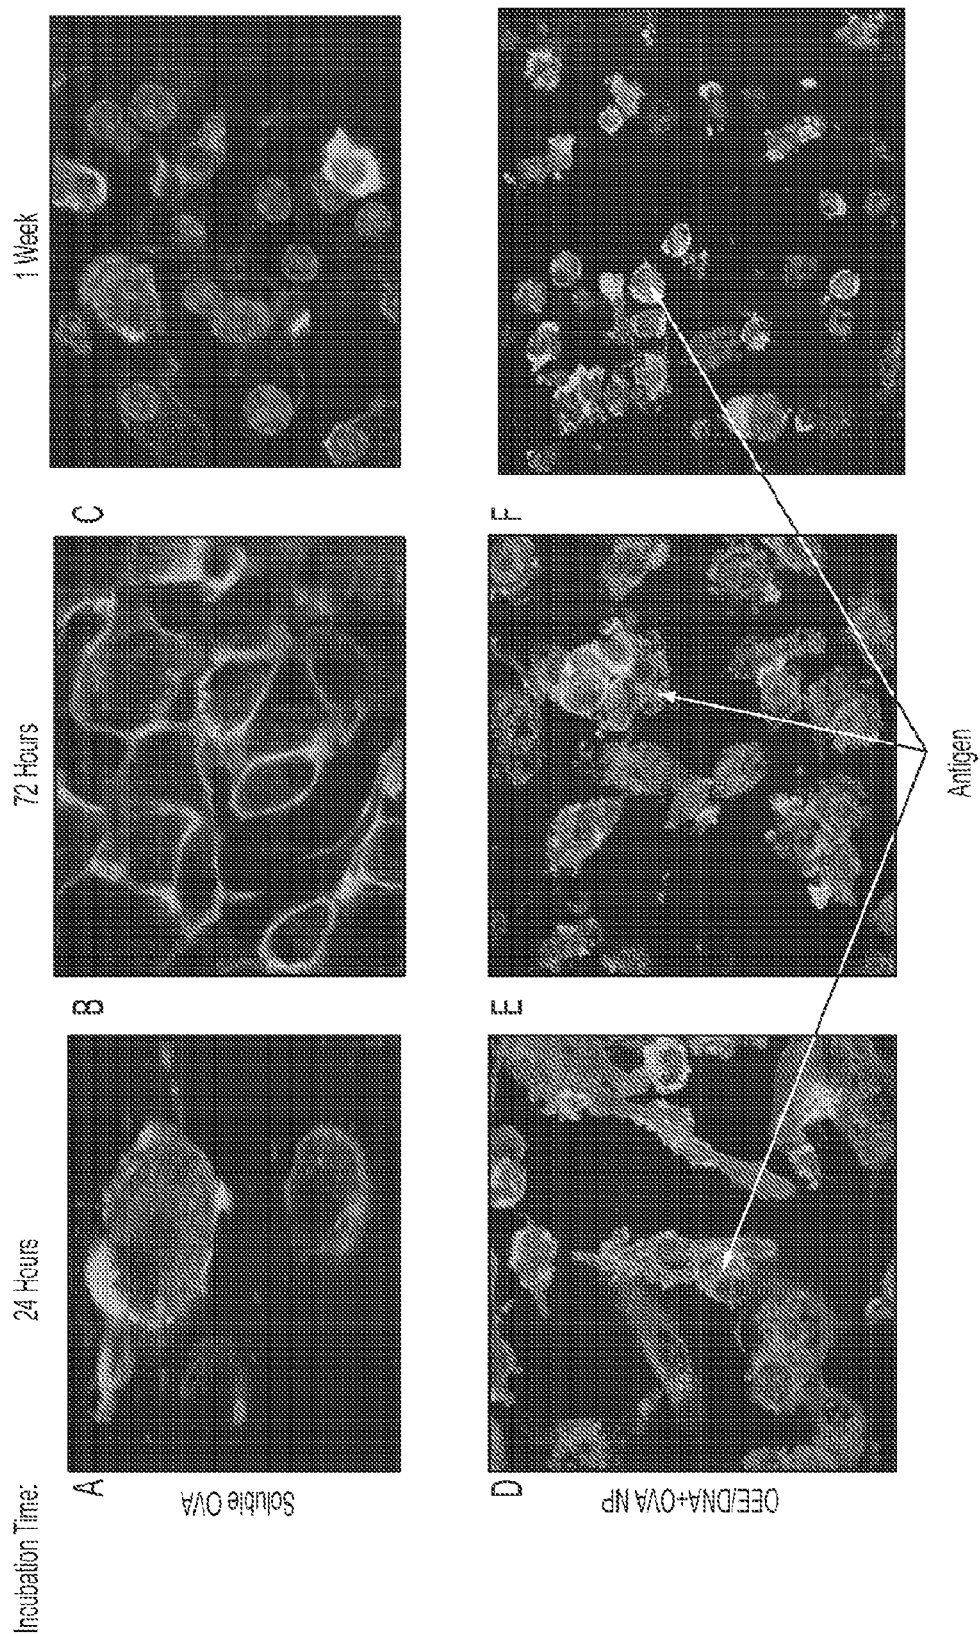 Incubation Time:
24 Hours
72 Hours
1 Week
A
B
C
Soluble OVA
D
E
F
OEE/DNA+OVA NP
Antigen